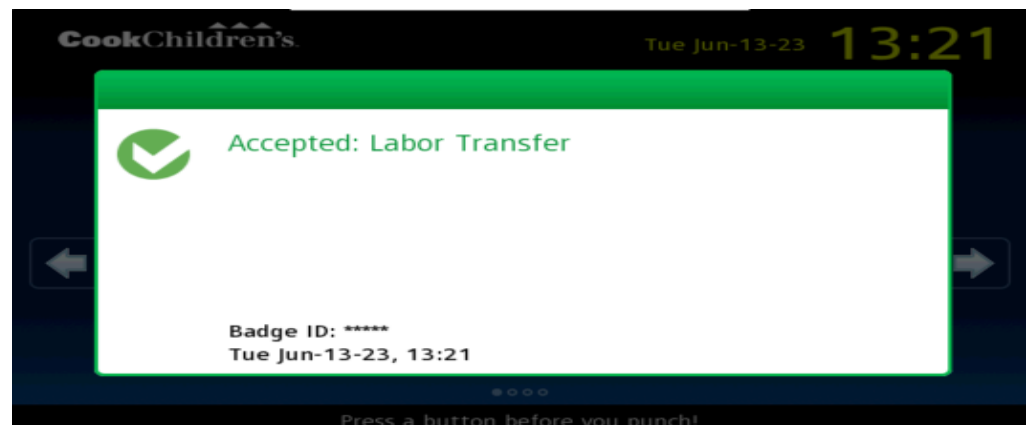 CookChildren's.
Tue Jun-13-23 13:21
Accepted: Labor Transfer
Badge ID: *****
Tue Jun-13-23, 13:21
Press a button before you punch!